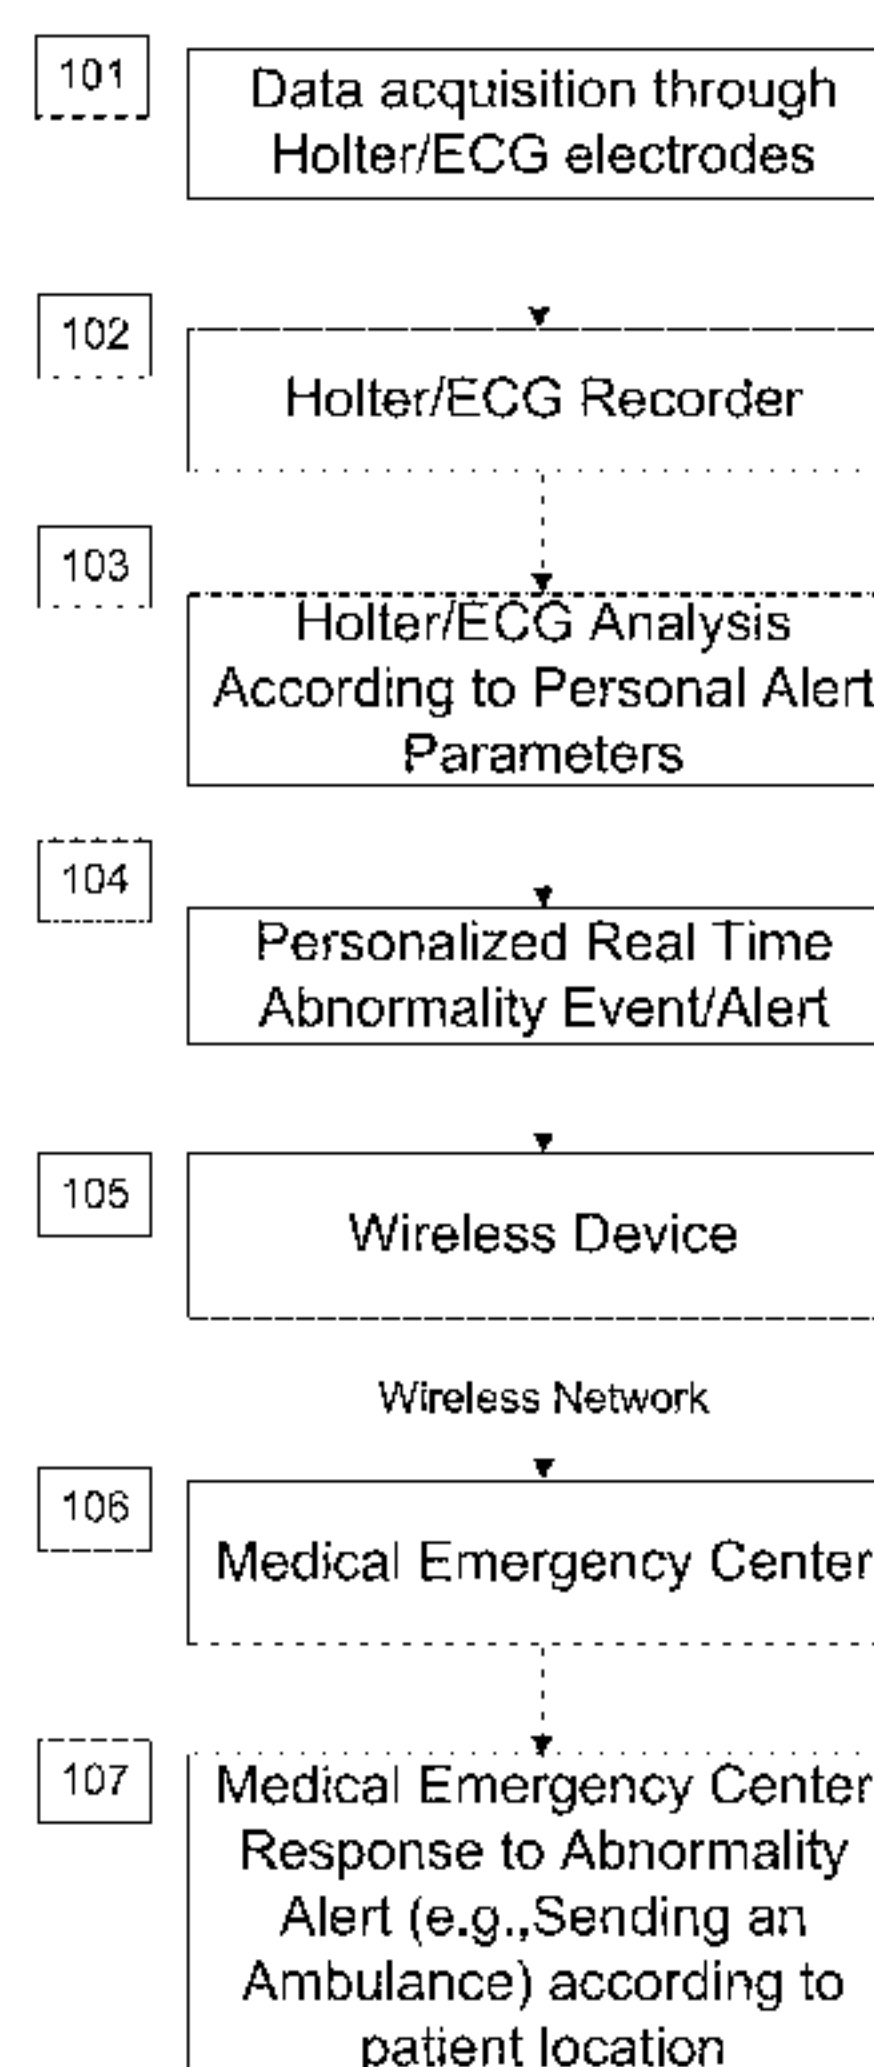 101
Data acquisition through
Holter/ECG electrodes
102
Holter/ECG Recorder
103
Holter/ECG Analysis
According to Personal Alert
Parameters
104
Personalized Real Time
Abnormality Event/Alert
105
Wireless Device
Wireless Network
106
Medical Emergency Center
107
Medical Emergency Center
Response to Abnormality
Alert (e.g.,Sending an
Ambulance) according to
patient location